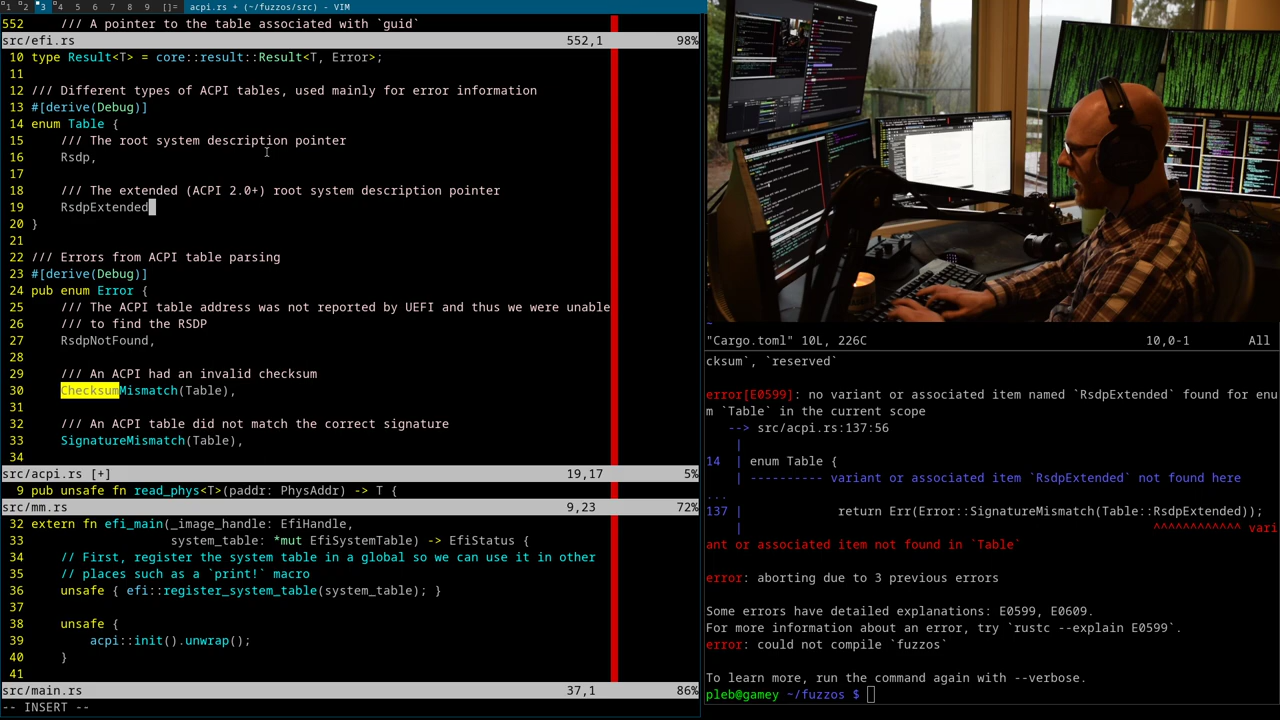 1 2 3 4 5 6 7 8 9 []= acpi.rs + (~/fuzzos/src) - VIM
552     /// A pointer to the table associated with `guid`
src/efi.rs 552,1 98%
10 type Result<T> = core::result::Result<T, Error>;
11
12 /// Different types of ACPI tables, used mainly for error information
13 #[derive(Debug)]
14 enum Table {
15     /// The root system description pointer
16     Rsdp,
17
18     /// The extended (ACPI 2.0+) root system description pointer
19     RsdpExtended
20 }
21
22 /// Errors from ACPI table parsing
23 #[derive(Debug)]
24 pub enum Error {
25     /// The ACPI table address was not reported by UEFI and thus we were unable
26     /// to find the RSDP
27     RsdpNotFound,
28
29     /// An ACPI had an invalid checksum
30     ChecksumMismatch(Table),
31
32     /// An ACPI table did not match the correct signature
33     SignatureMismatch(Table),
34
src/acpi.rs [+] 19,17 5%
9 pub unsafe fn read_phys<T>(paddr: PhysAddr) -> T {
src/mm.rs 9,23 72%
32 extern fn efi_main(_image_handle: EfiHandle,
33                    system_table: *mut EfiSystemTable) -> EfiStatus {
34     // First, register the system table in a global so we can use it in other
35     // places such as a `print!` macro
36     unsafe { efi::register_system_table(system_table); }
37
38     unsafe {
39         acpi::init().unwrap();
40     }
41
src/main.rs 37,1 86%
-- INSERT --
~
"Cargo.toml" 10L, 226C 10,0-1 All
cksum`, `reserved`
error[E0599]: no variant or associated item named `RsdpExtended` found for enu
m `Table` in the current scope
--> src/acpi.rs:137:56
|
14  | enum Table {
| ---------- variant or associated item `RsdpExtended` not found here
...
137 |             return Err(Error::SignatureMismatch(Table::RsdpExtended));
| ^^^^^^^^^^^^ vari
ant or associated item not found in `Table`
error: aborting due to 3 previous errors
Some errors have detailed explanations: E0599, E0609.
For more information about an error, try `rustc --explain E0599`.
error: could not compile `fuzzos`
To learn more, run the command again with --verbose.
pleb@gamey ~/fuzzos $